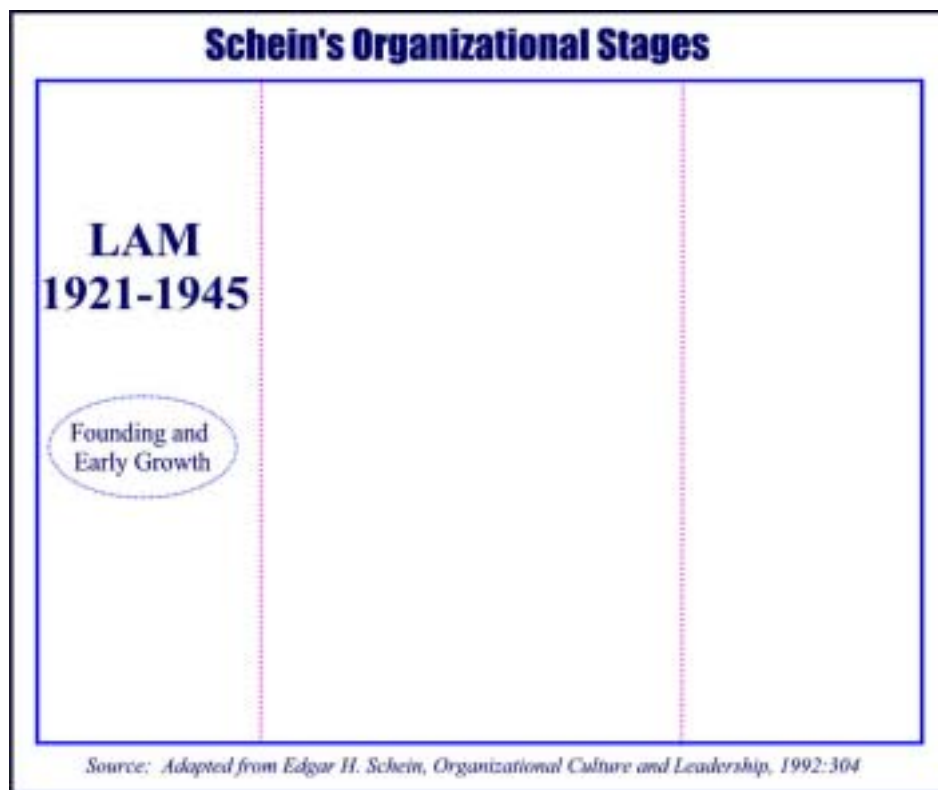 Schein's Organizational Stages
LAM
1921-1945
Founding and
Early Growth
Source: Adapted from Edgar H. Schein, Organizational Culture and Leadership, 1992:304